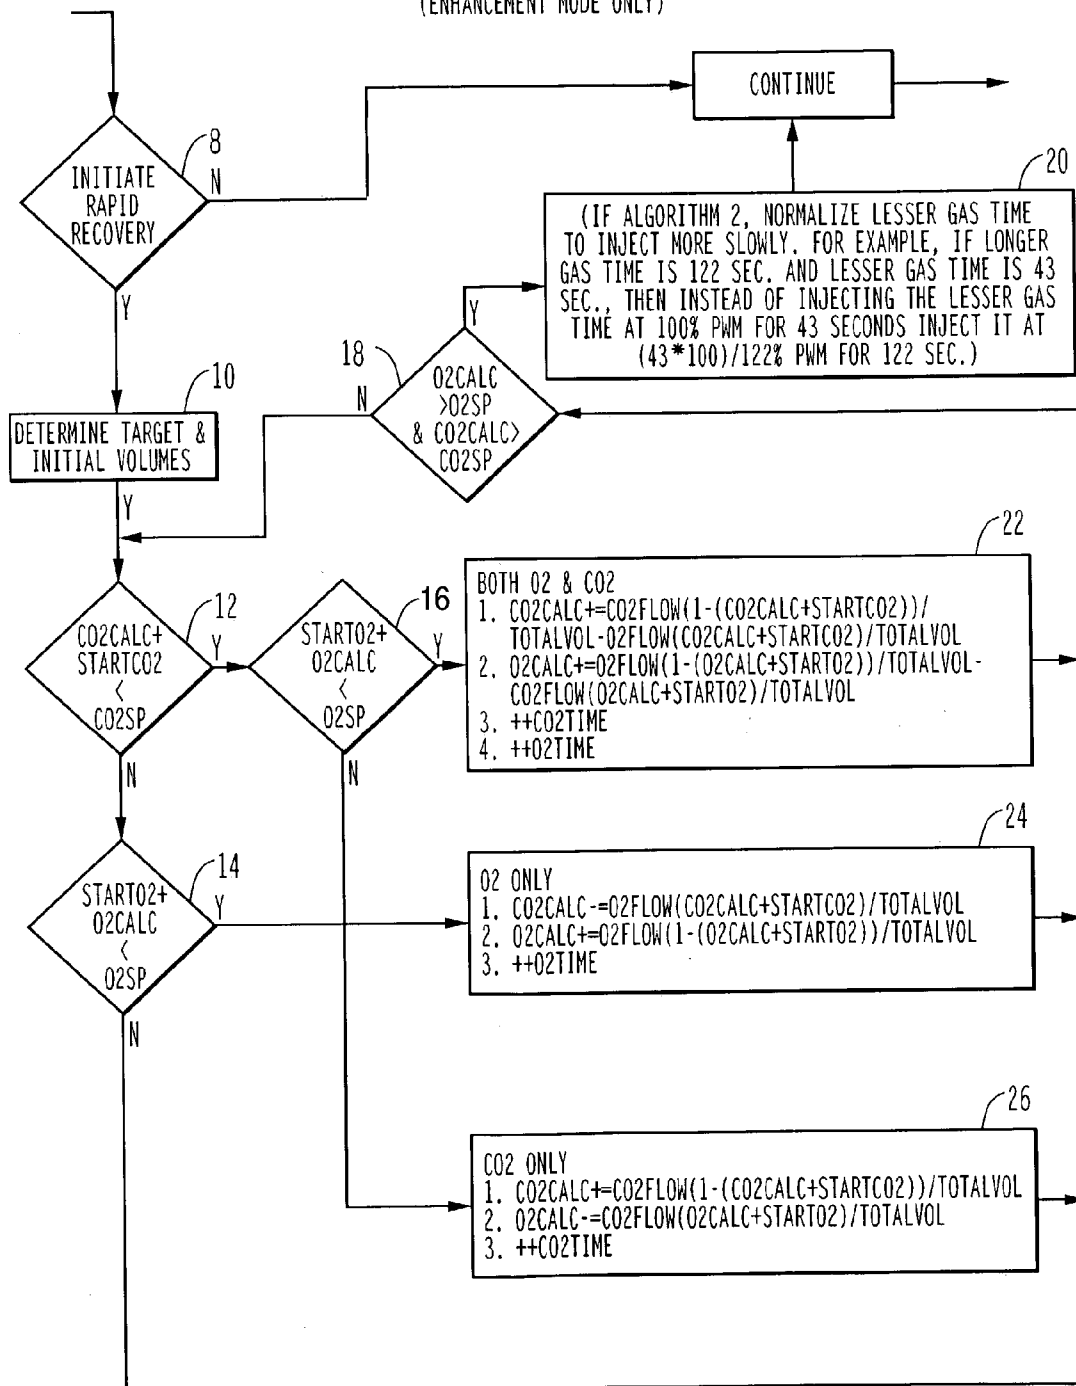 (ENHANCEMENT MODE ONLY)
CONTINUE
8
INITIATE
RAPID
RECOVERY
N
Y
20
(IF ALGORITHM 2, NORMALIZE LESSER GAS TIME
TO INJECT MORE SLOWLY. FOR EXAMPLE, IF LONGER
GAS TIME IS 122 SEC. AND LESSER GAS TIME IS 43
SEC., THEN INSTEAD OF INJECTING THE LESSER GAS
TIME AT 100% PWM FOR 43 SECONDS INJECT IT AT
(43*100)/122% PWM FOR 122 SEC.)
Y
18
N
O2CALC
>O2SP
& CO2CALC>
CO2SP
10
DETERMINE TARGET &
INITIAL VOLUMES
Y
12
CO2CALC+
STARTCO2
<
CO2SP
Y
N
16
STARTO2+
O2CALC
<
O2SP
Y
N
22
BOTH O2 & CO2
1. CO2CALC+=CO2FLOW(1-(CO2CALC+STARTCO2))/
TOTALVOL-O2FLOW(CO2CALC+STARTCO2)/TOTALVOL
2. O2CALC+=O2FLOW(1-(O2CALC+STARTO2))/TOTALVOL-
CO2FLOW(O2CALC+STARTO2)/TOTALVOL
3. ++CO2TIME
4. ++O2TIME
14
STARTO2+
O2CALC
<
O2SP
Y
N
24
O2 ONLY
1. CO2CALC-=O2FLOW(CO2CALC+STARTCO2)/TOTALVOL
2. O2CALC+=O2FLOW(1-(O2CALC+STARTO2))/TOTALVOL
3. ++O2TIME
26
CO2 ONLY
1. CO2CALC+=CO2FLOW(1-(CO2CALC+STARTCO2))/TOTALVOL
2. O2CALC-=CO2FLOW(O2CALC+STARTO2)/TOTALVOL
3. ++CO2TIME